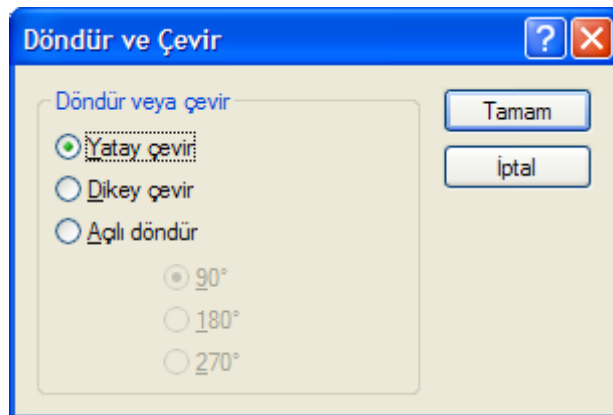 Döndür ve Çevir
Döndür veya çevir
Yatay çevir
Dikey çevir
Açılı döndür
90°
180°
270°
Tamam
İptal